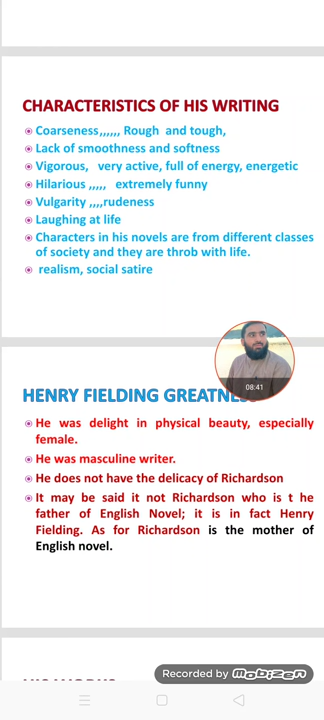 CHARACTERISTICS OF HIS WRITING
Coarseness,,,,,, Rough and tough,
Lack of smoothness and softness
Vigorous, very active, full of energy, energetic
Hilarious ,,,,, extremely funny
Vulgarity ,,,,rudeness
Laughing at life
Characters in his novels are from different classes
of society and they are throb with life.
realism, social satire
08:41
HENRY FIELDING
He was delight in physical beauty, especially
female.
He was masculine writer.
He does not have the delicacy of Richardson
It may be said it not Richardson who is t he
father of English Novel; it is in fact Henry
Fielding. As for Richardson is the mother of
English novel.
Recorded by mobizen